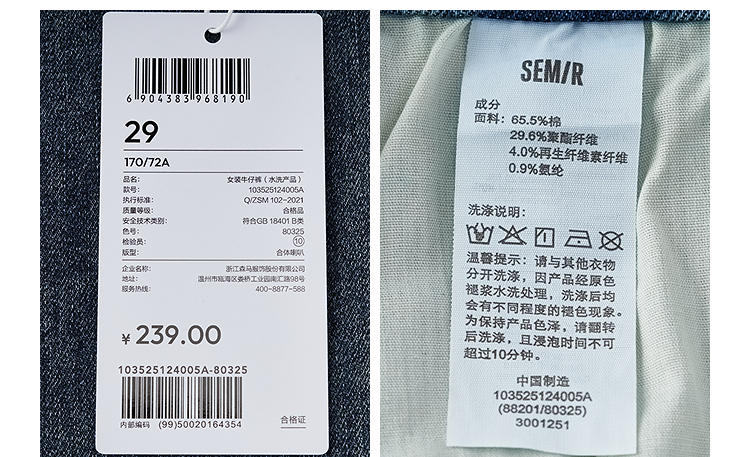 6 904383 968190
29
170/72A
品名： 女装牛仔裤（水洗产品）
款号： 103525124005A
执行标准： Q/ZSM 102-2021
质量等级： 合格品
安全技术类别： 符合GB 18401 B类
色号： 80325
检验员： 10
版型： 合体喇叭
企业名称： 浙江森马服饰股份有限公司
地址： 温州市瓯海区娄桥工业园南汇路98号
服务热线： 400-8877-588
¥ 239.00
103525124005A-80325
内部编码 (99)50020164354
合格证
SEMIR
成分
面料：65.5%棉
29.6%聚酯纤维
4.0%再生纤维素纤维
0.9%氨纶
洗涤说明：
温馨提示：请与其他衣物
分开洗涤，因产品经原色
褪浆水洗处理，洗涤后均
会有不同程度的褪色现象。
为保持产品色泽，请翻转
后洗涤，且浸泡时间不可
超过10分钟。
中国制造
103525124005A
(88201/80325)
3001251